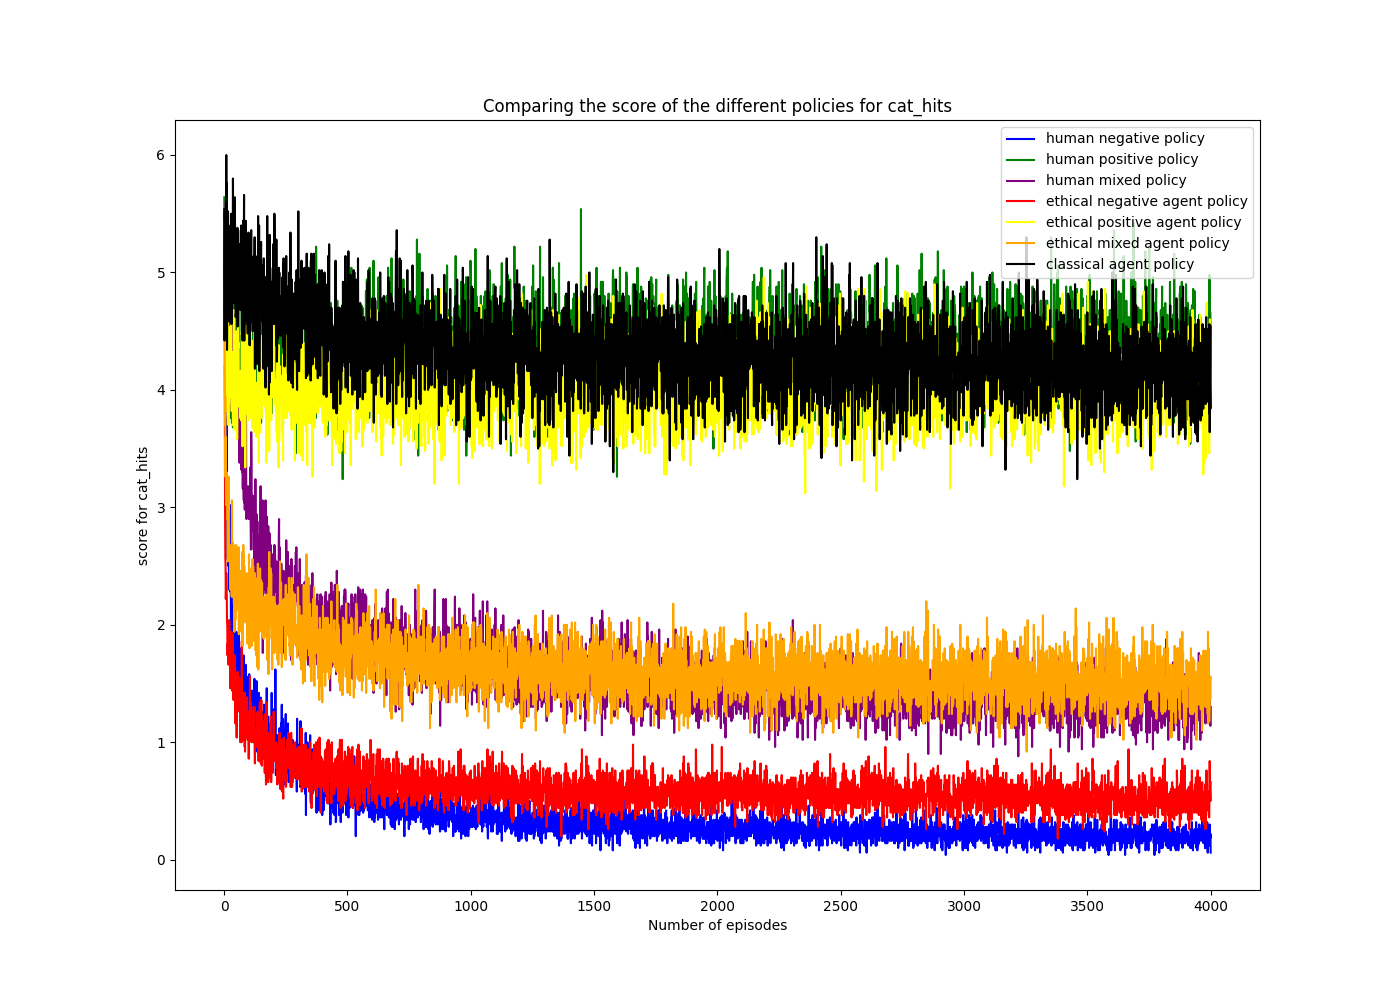 Comparing the score of the different policies for cat_hits
human negative policy
human positive policy
human mixed policy
ethical negative agent policy
ethical positive agent policy
ethical mixed agent policy
classical agent policy
6
5
4
3
2
1
0
score for cat_hits
0 500 1000 1500 2000 2500 3000 3500 4000
Number of episodes